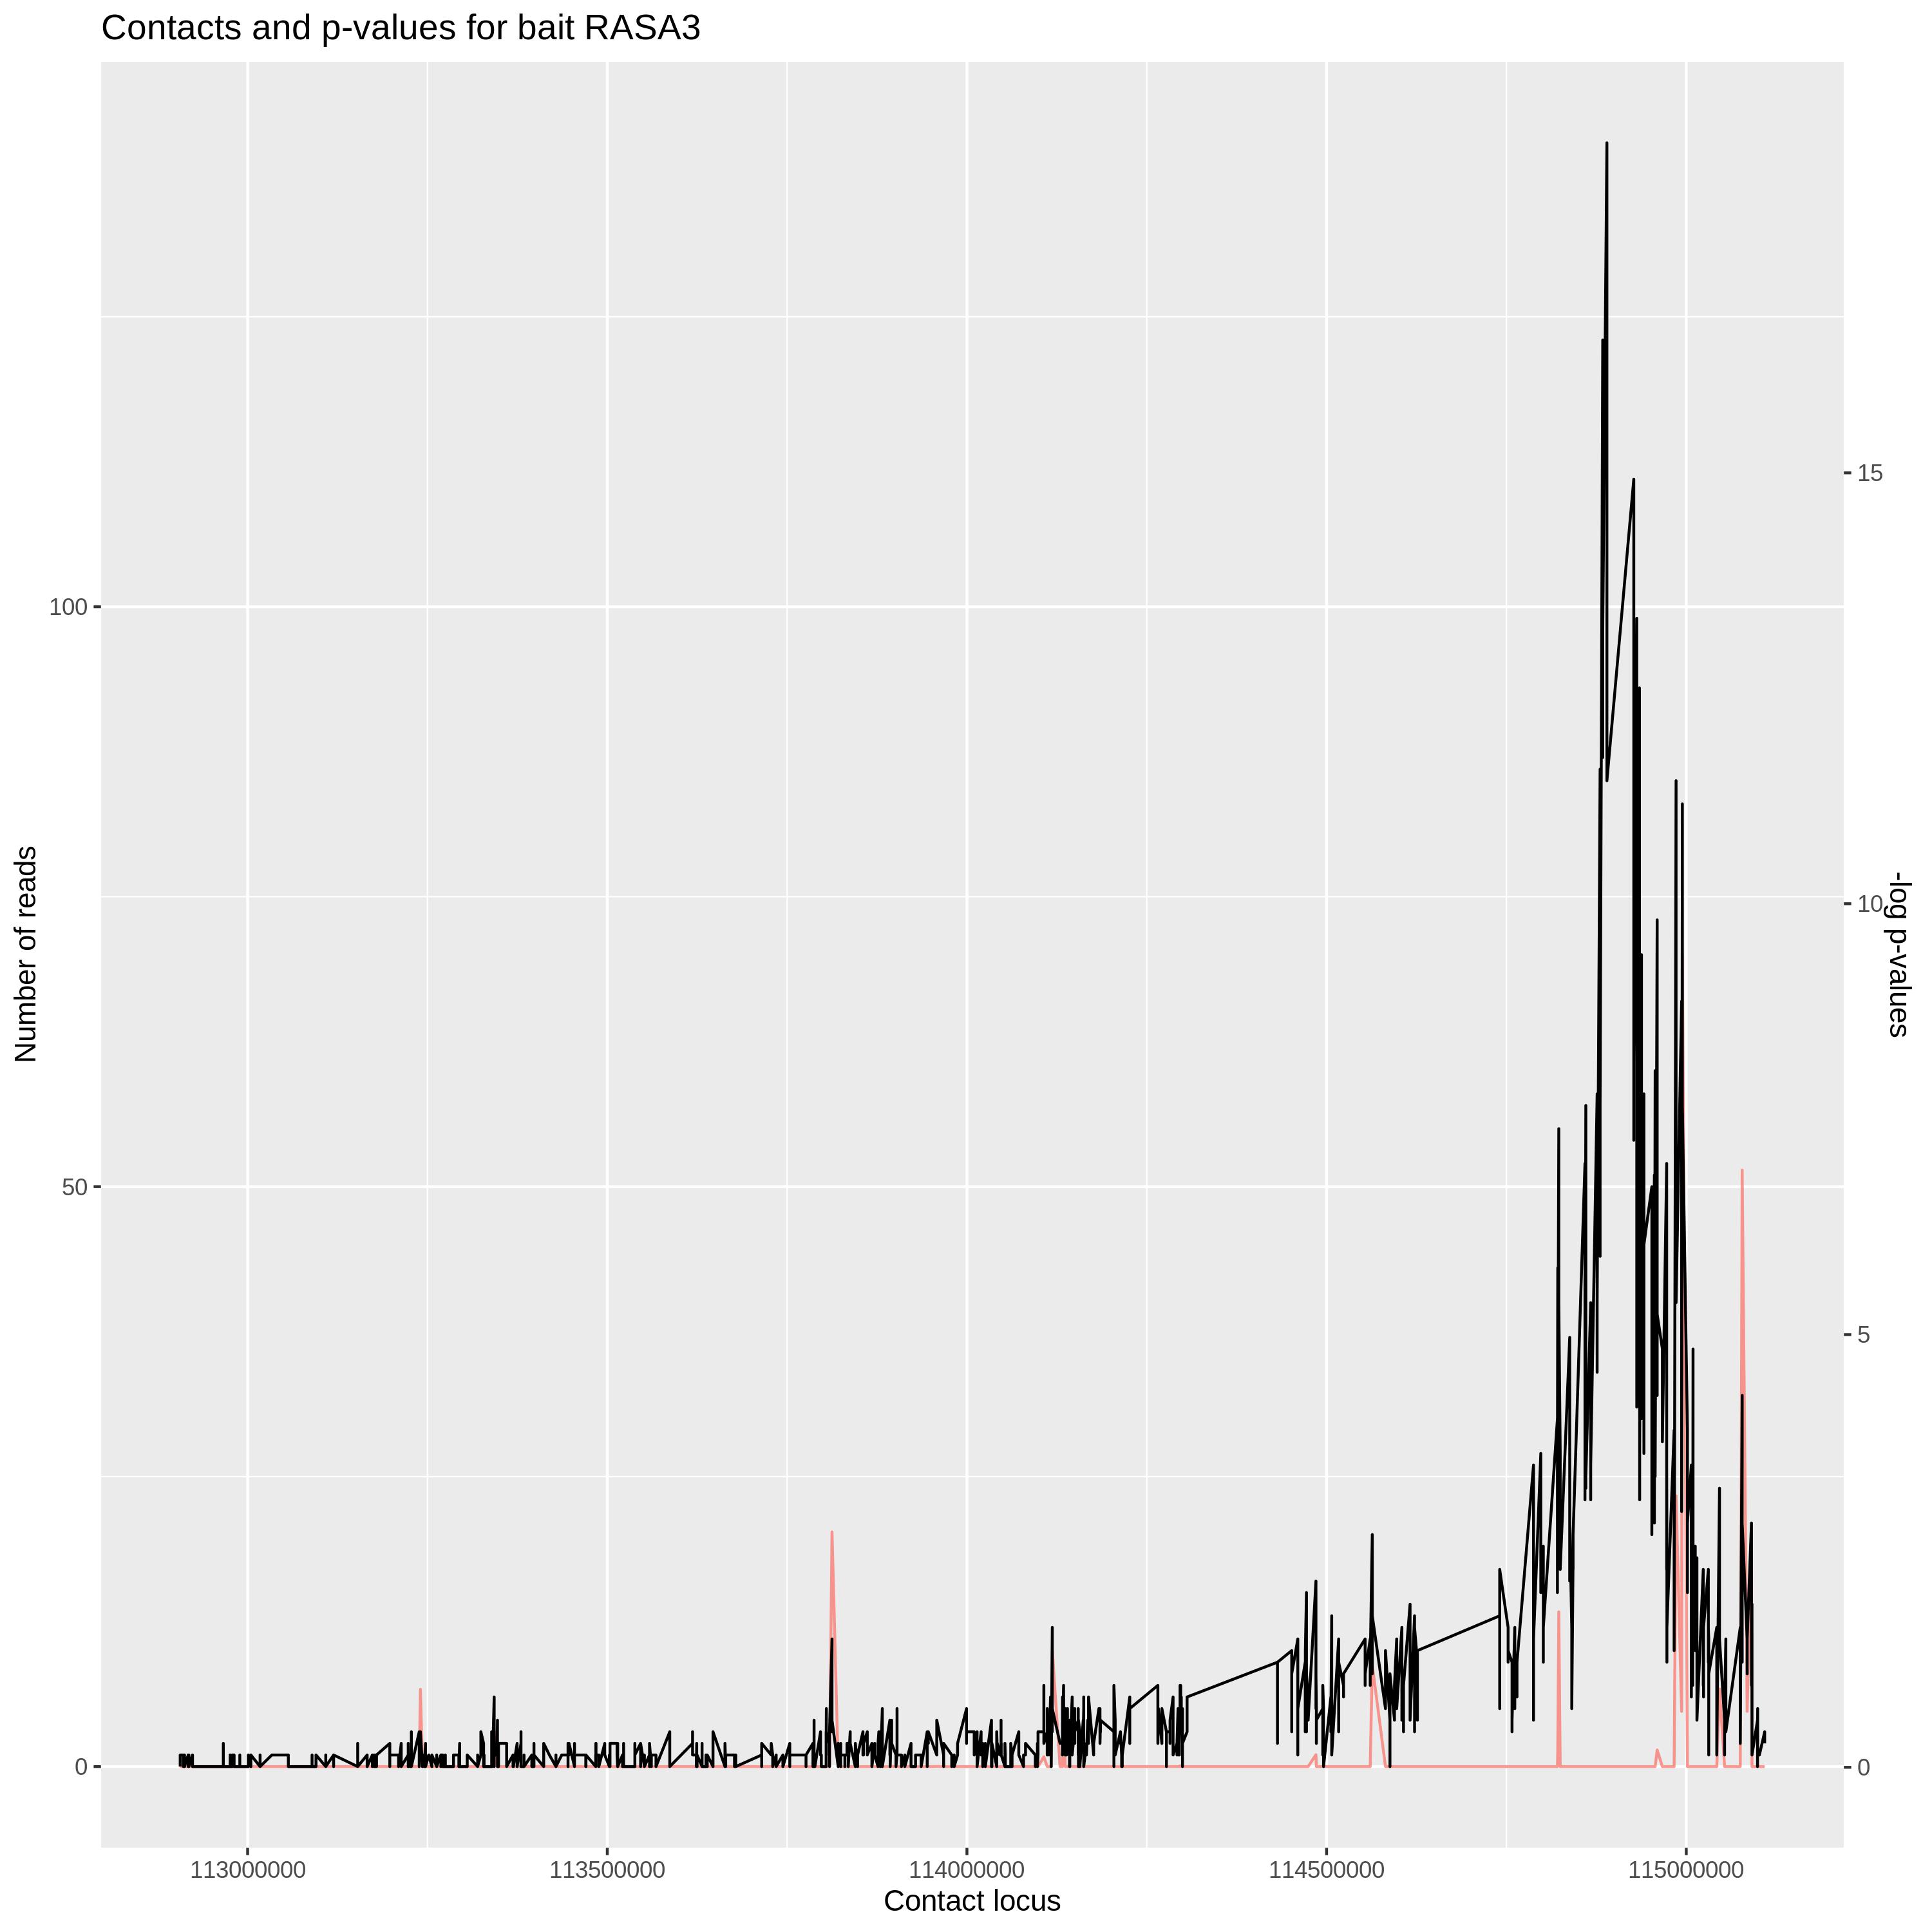 Contacts and p-values for bait RASA3
Number of reads
100
50
0
15
10
5
0
-log p-values
113000000 113500000 114000000 114500000 115000000
Contact locus